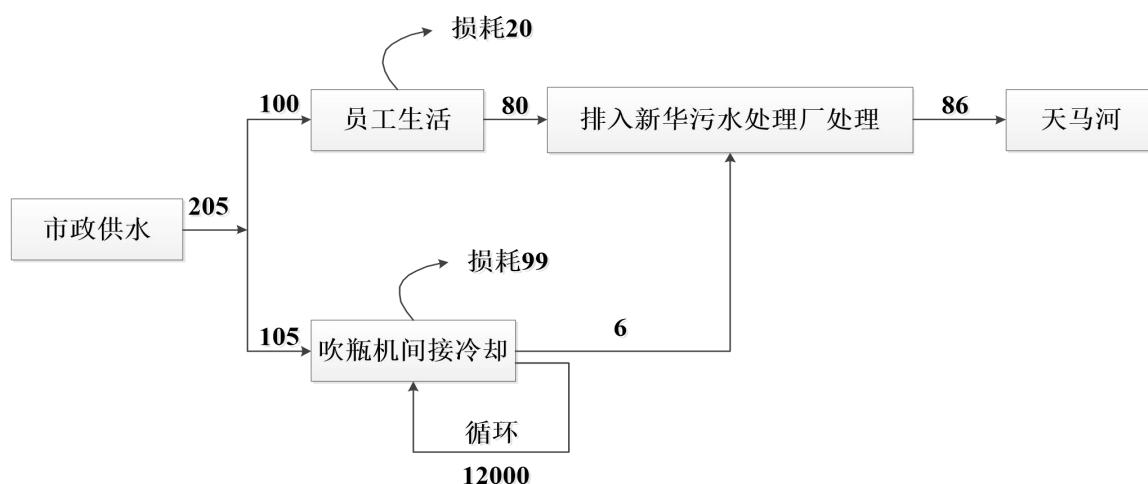 损耗20
100
员工生活
80
排入新华污水处理厂处理
86
天马河
市政供水
205
损耗99
105
吹瓶机间接冷却
6
循环
12000